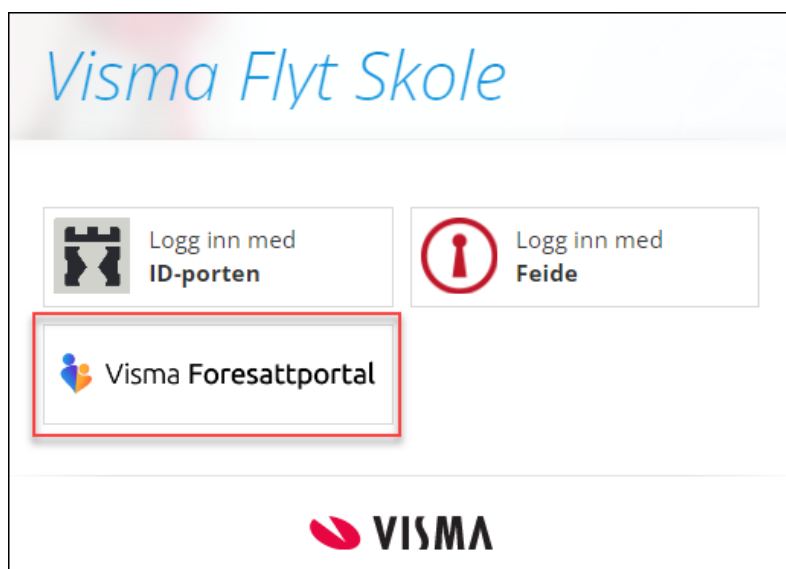 Visma Flyt Skole
Logg inn med
ID-porten
Logg inn med
Feide
Visma Foresattportal
VISMA